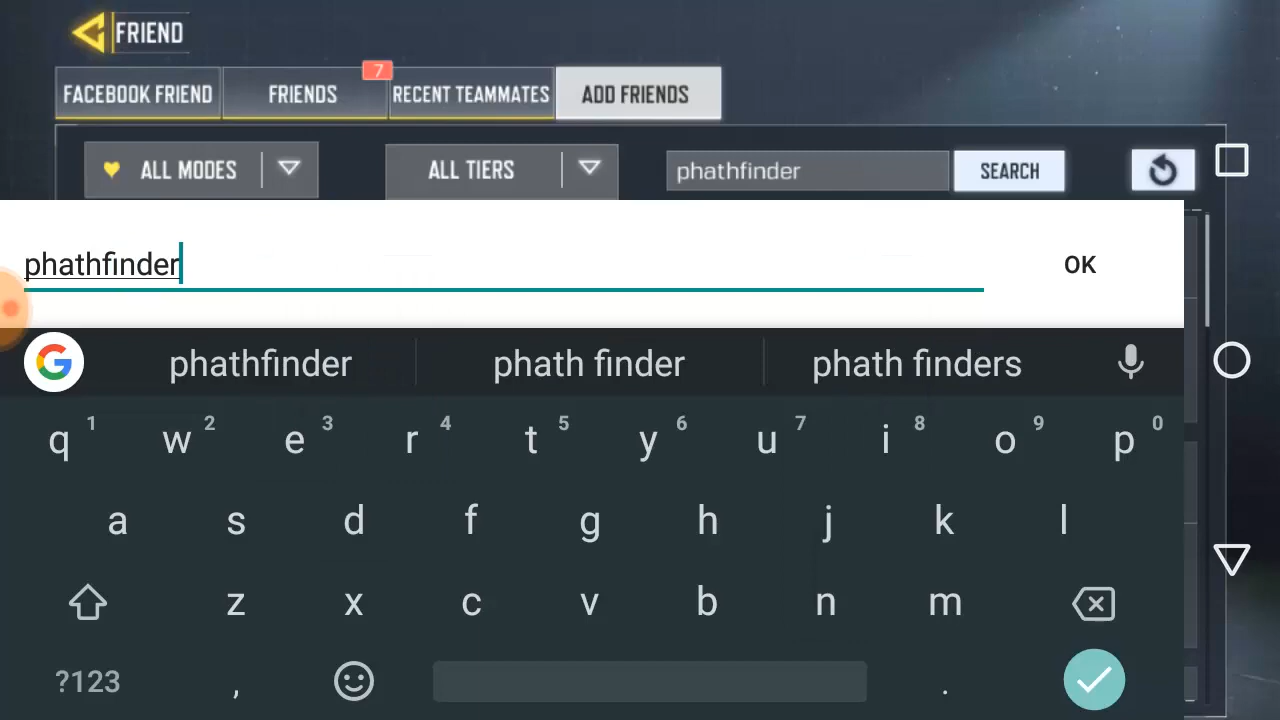 FRIEND
7
FACEBOOK FRIEND FRIENDS RECENT TEAMMATES ADD FRIENDS
ALL MODES ALL TIERS phathfinder SEARCH
phathfinder OK
G phathfinder phath finder phath finders
q 1 w 2 e 3 r 4 t 5 y 6 u 7 i 8 o 9 p 0
a s d f g h j k l
z x c v b n m
?123 , .